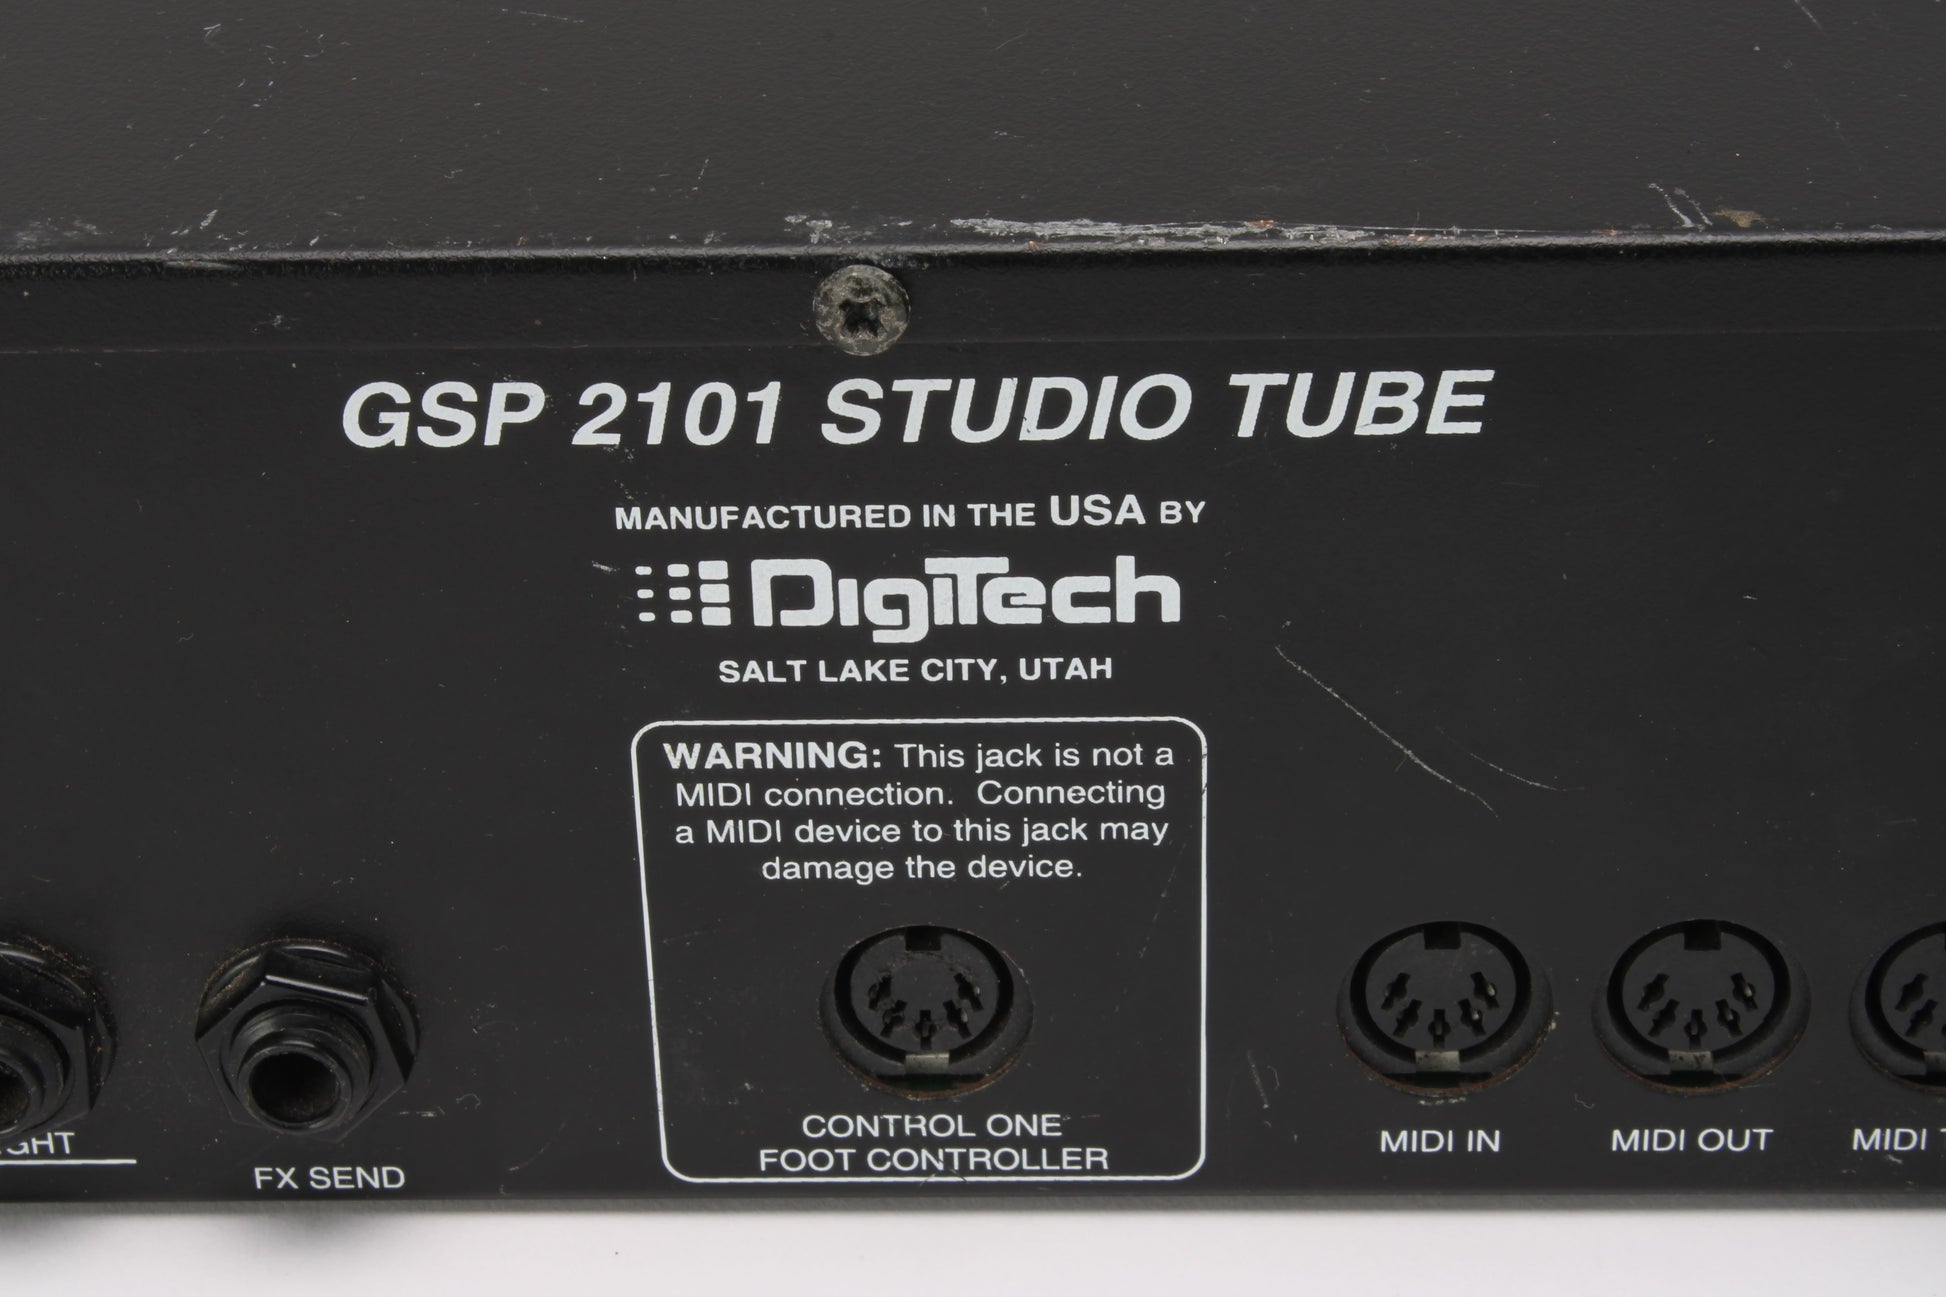 GSP 2101 STUDIO TUBE
MANUFACTURED IN THE USA BY
DigiTech
SALT LAKE CITY, UTAH
WARNING: This jack is not a
MIDI connection. Connecting
a MIDI device to this jack may
damage the device.
CONTROL ONE
FOOT CONTROLLER
FX SEND
MIDI IN
MIDI OUT
MIDI